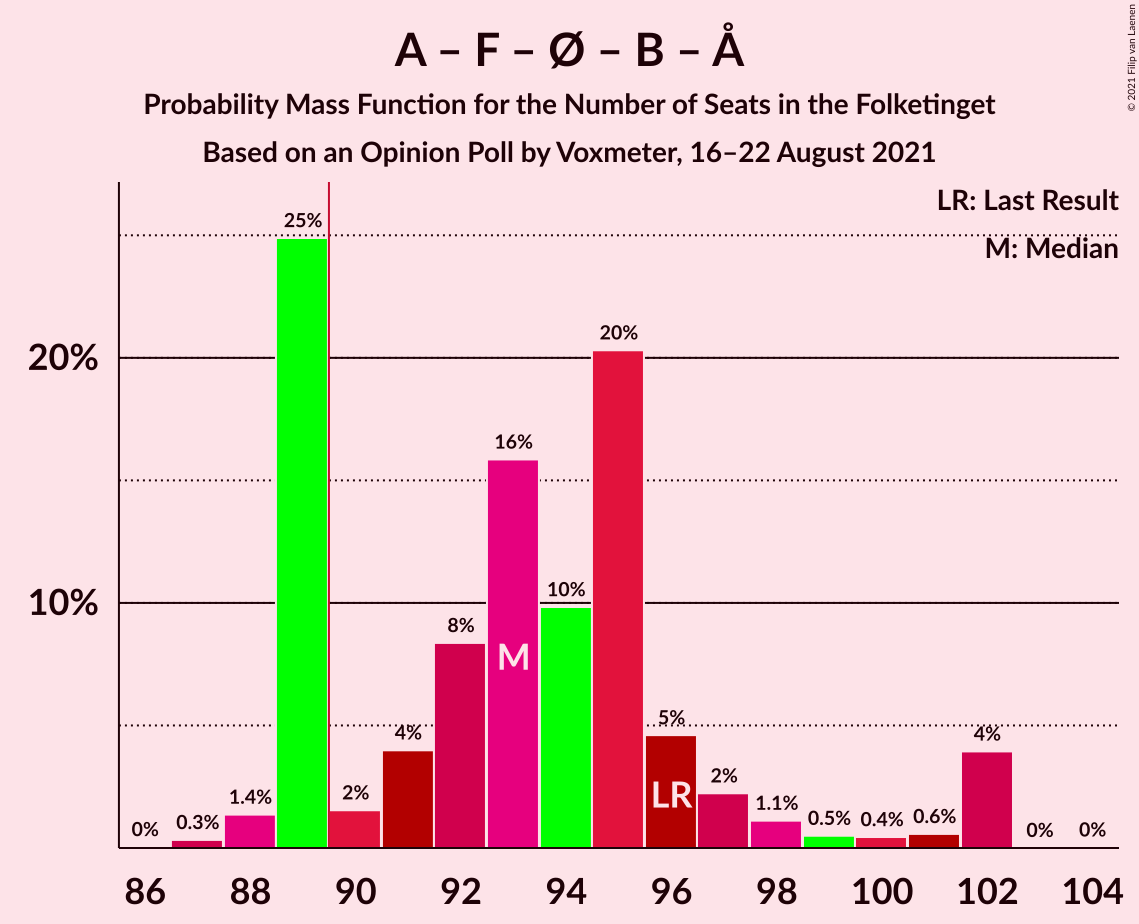 A – F – Ø – B – Å
Probability Mass Function for the Number of Seats in the Folketinget
Based on an Opinion Poll by Voxmeter, 16–22 August 2021
© 2021 Filip van Laenen
LR: Last Result
M: Median
20%
10%
0%
0.3%
1.4%
25%
2%
4%
8%
16%
10%
20%
5%
2%
1.1%
0.5%
0.4%
0.6%
4%
0%
0%
M
LR
86 88 90 92 94 96 98 100 102 104